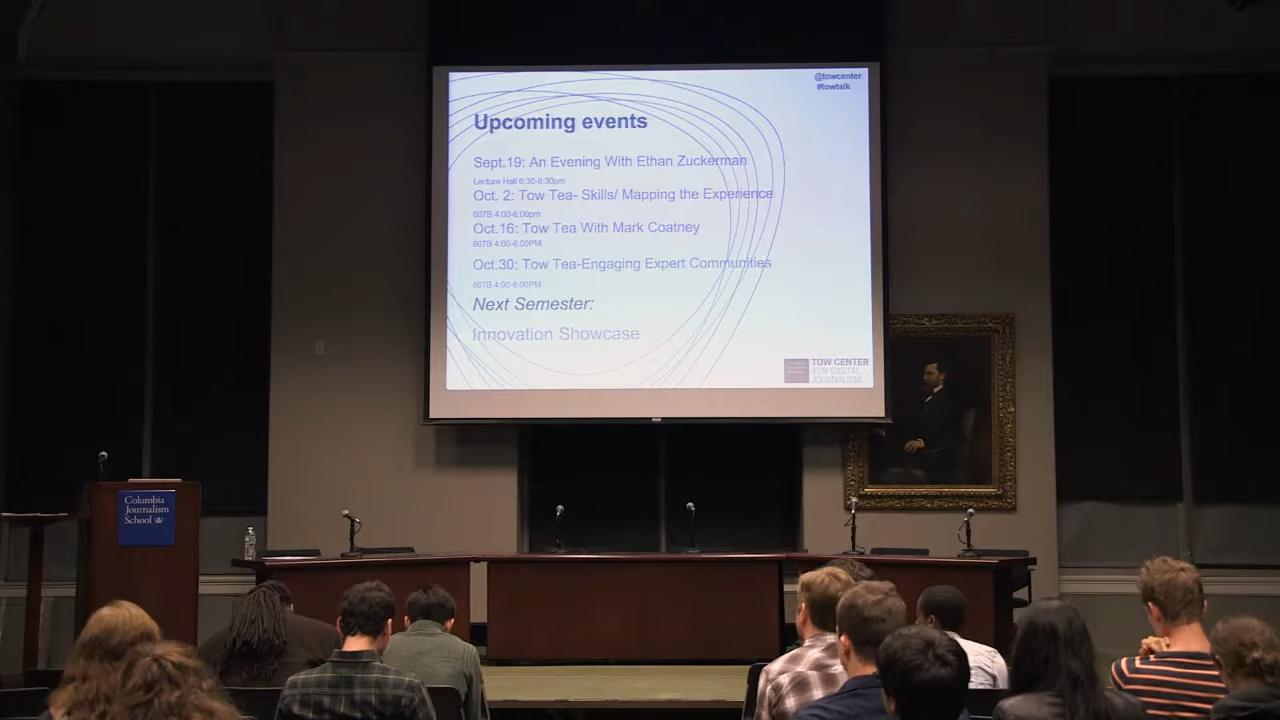 @towcenter
#towtalk
Upcoming events
Sept.19: An Evening With Ethan Zuckerman
Lecture Hall 6:30-8:30pm
Oct. 2: Tow Tea- Skills/ Mapping the Experience
607B 4:00-6:00pm
Oct.16: Tow Tea With Mark Coatney
607B 4:00-6:00PM
Oct.30: Tow Tea-Engaging Expert Communities
607B 4:00-6:00PM
Next Semester:
Innovation Showcase
TOW CENTER
FOR DIGITAL
JOURNALISM
Columbia
Journalism
School